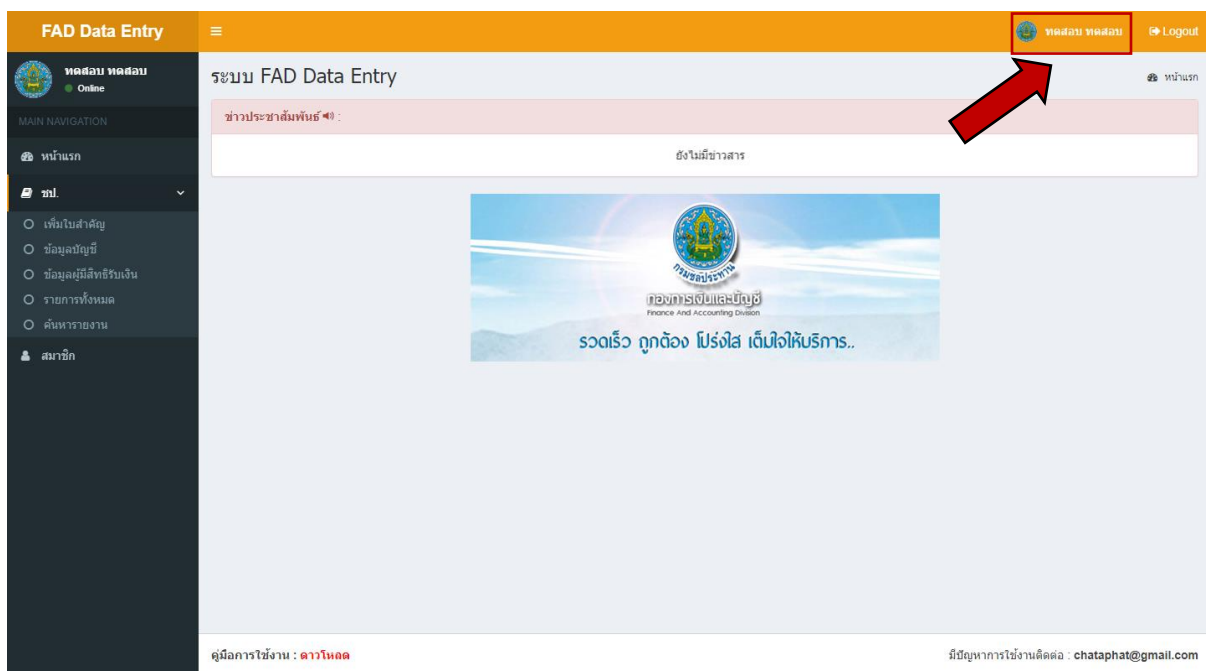 FAD Data Entry
ทดสอบ ทดสอบ
Logout
ทดสอบ ทดสอบ
Online
ระบบ FAD Data Entry
หน้าแรก
MAIN NAVIGATION
ข่าวประชาสัมพันธ์ :
ยังไม่มีข่าวสาร
หน้าแรก
ชป.
เพิ่มใบสำคัญ
ข้อมูลบัญชี
ข้อมูลผู้มีสิทธิรับเงิน
รายการทั้งหมด
ค้นหารายงาน
สมาชิก
กรมชลประทาน
กองการเงินและบัญชี
Finance And Accounting Division
รวดเร็ว ถูกต้อง โปร่งใส เต็มใจให้บริการ..
คู่มือการใช้งาน : ดาวโหลด
มีปัญหาการใช้งานติดต่อ : chataphat@gmail.com